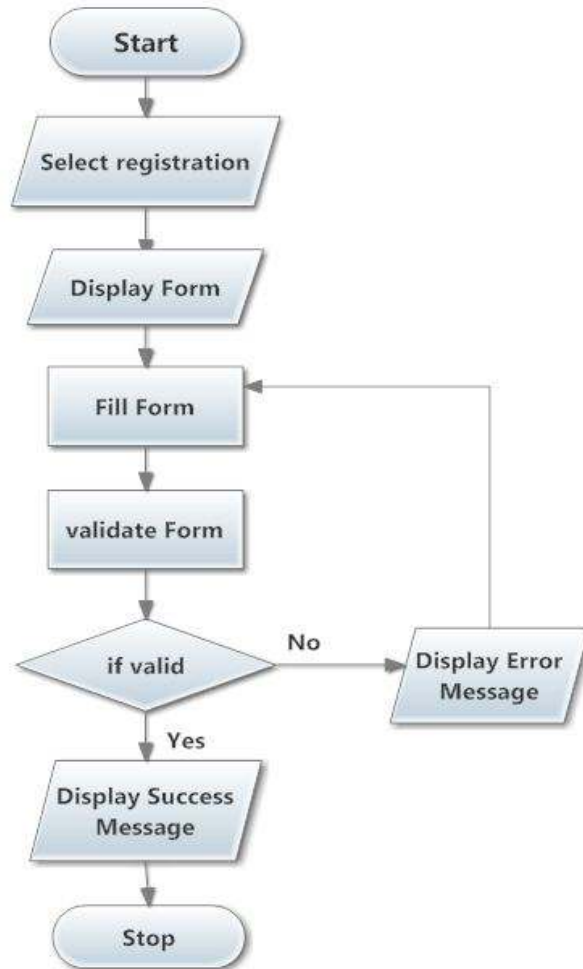 Start
Select registration
Display Form
Fill Form
validate Form
if valid
No
Display Error
Message
Yes
Display Success
Message
Stop